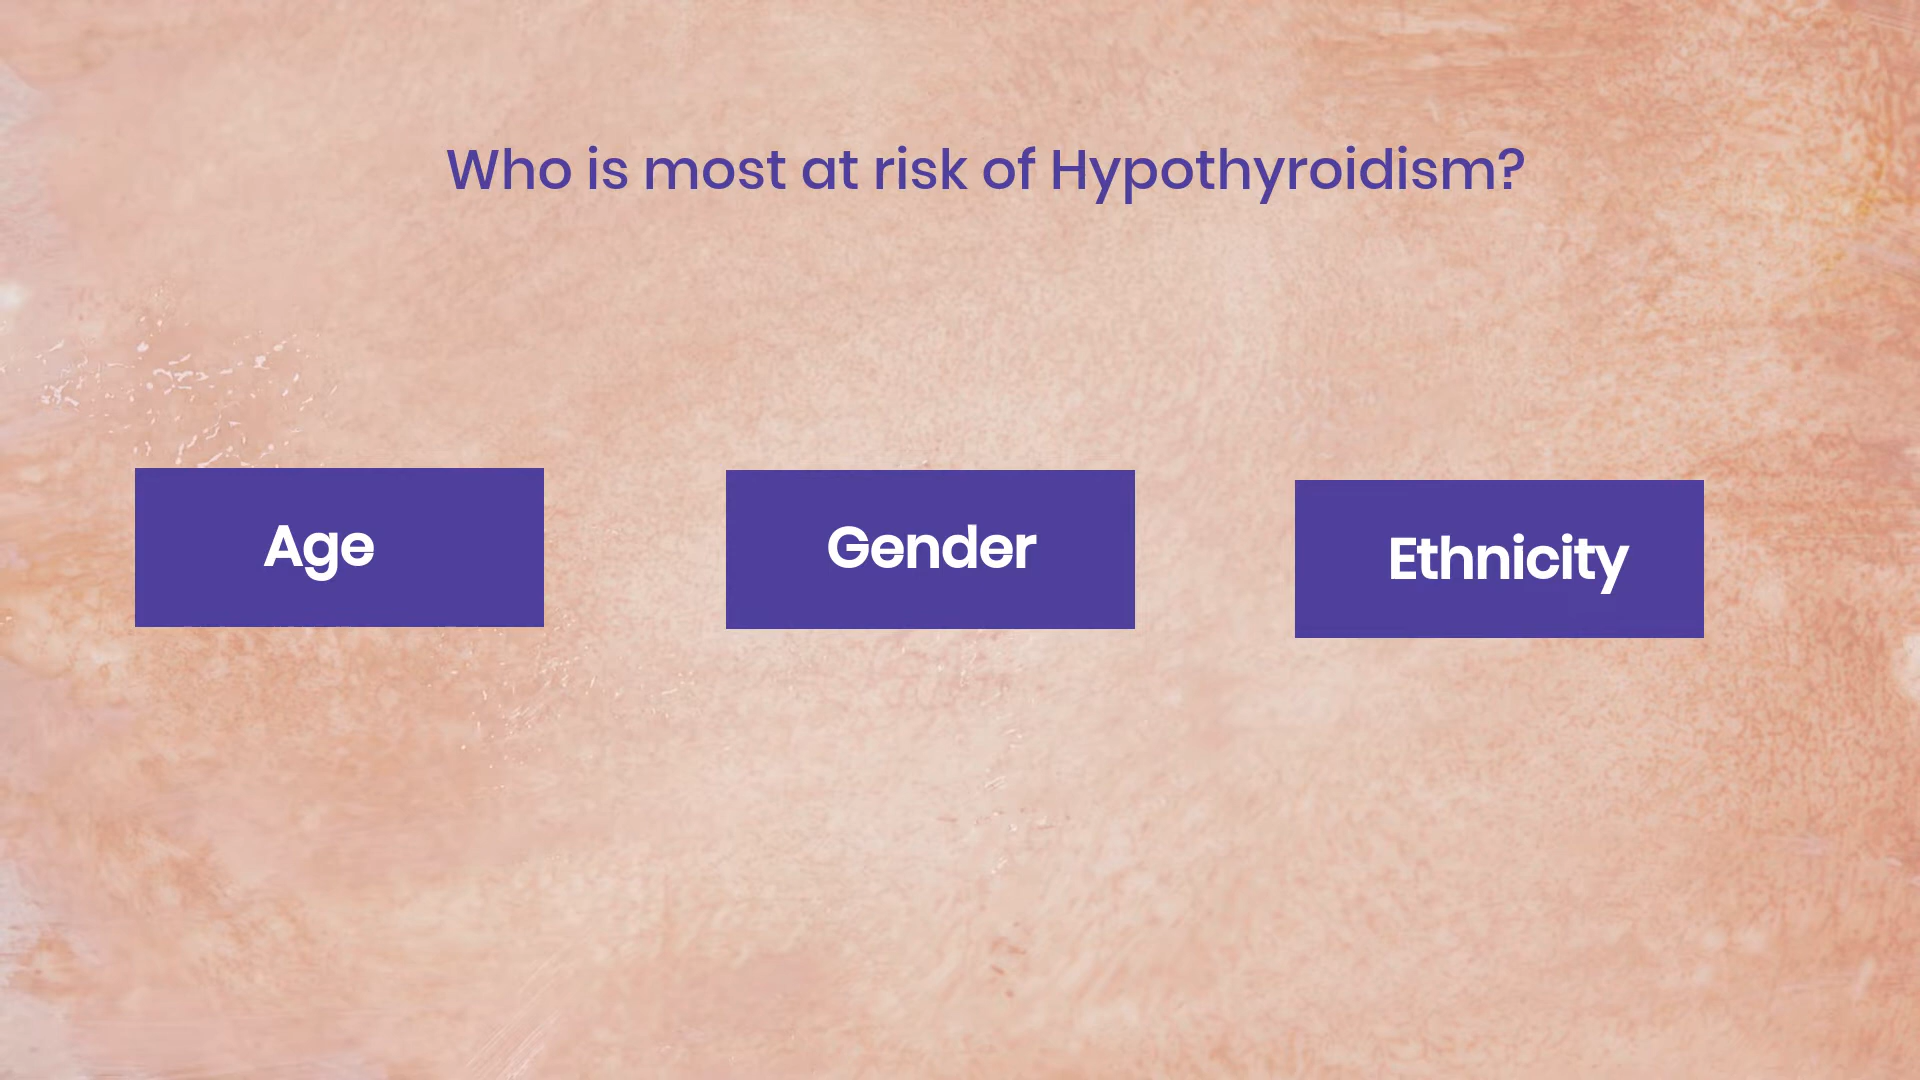 Who is most at risk of Hypothyroidism?
Age
Gender
Ethnicity